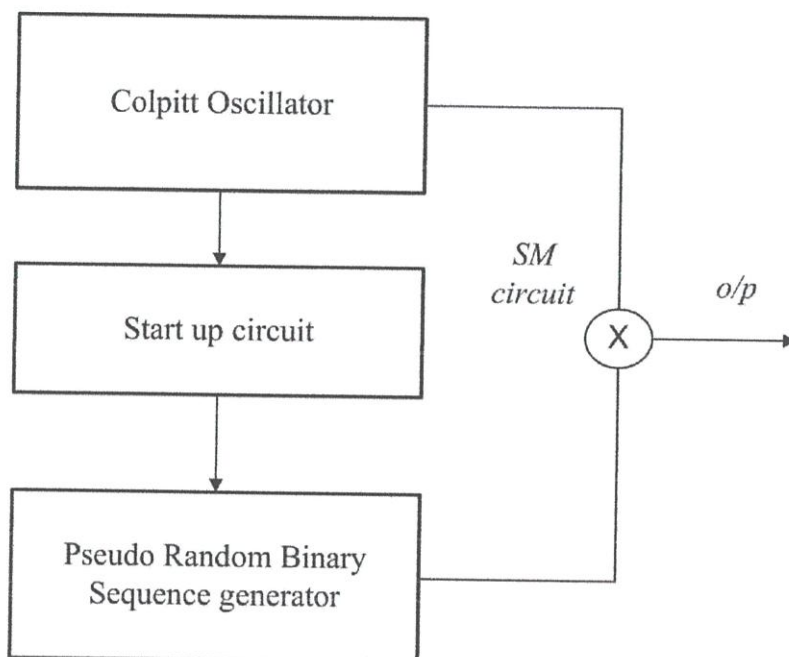 Colpitt Oscillator
SM
circuit
o/p
Start up circuit
X
Pseudo Random Binary
Sequence generator